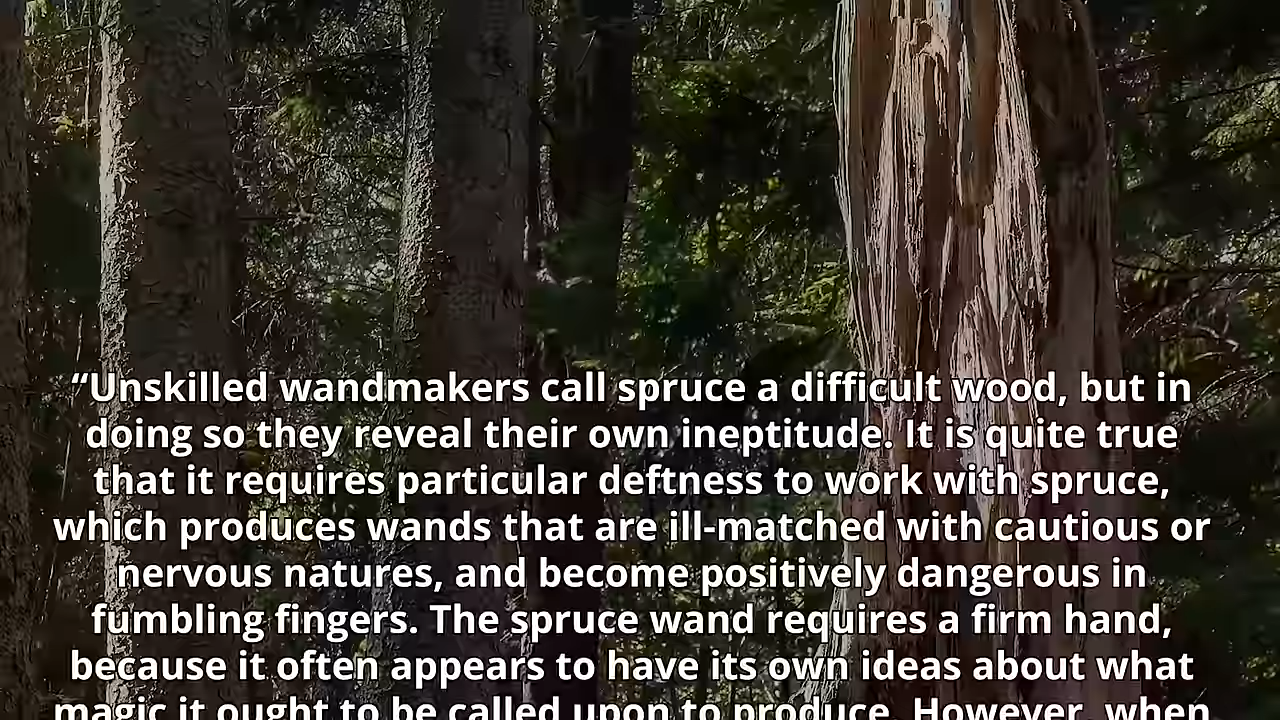 “Unskilled wandmakers call spruce a difficult wood, but in
doing so they reveal their own ineptitude. It is quite true
that it requires particular deftness to work with spruce,
which produces wands that are ill-matched with cautious or
nervous natures, and become positively dangerous in
fumbling fingers. The spruce wand requires a firm hand,
because it often appears to have its own ideas about what
magic it ought to be called upon to produce. However, when